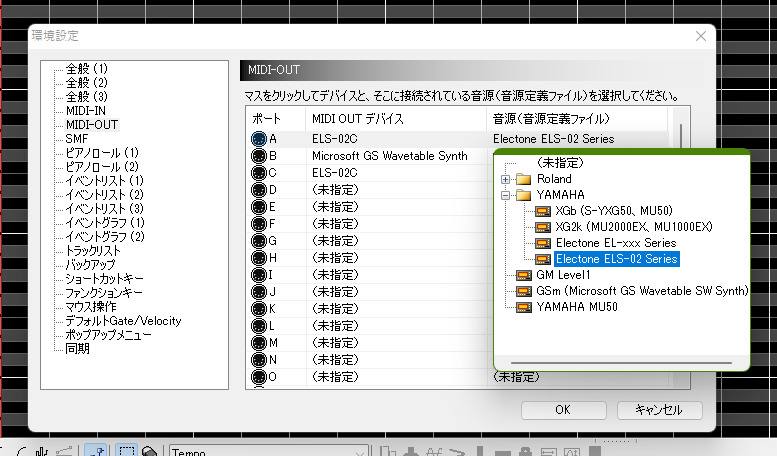 環境設定
全般 (1)
全般 (2)
全般 (3)
MIDI-IN
MIDI-OUT
SMF
ピアノロール (1)
ピアノロール (2)
イベントリスト (1)
イベントリスト (2)
イベントリスト (3)
イベントグラフ (1)
イベントグラフ (2)
トラックリスト
バックアップ
ショートカットキー
ファンクションキー
マウス操作
デフォルトGate/Velocity
ポップアップメニュー
同期
MIDI-OUT
マスをクリックしてデバイスと、そこに接続されている音源（音源定義ファイル）を選択してください。
ポート MIDI OUT デバイス 音源（音源定義ファイル）
A ELS-02C Electone ELS-02 Series
B Microsoft GS Wavetable Synth
C ELS-02C
D （未指定）
E （未指定）
F （未指定）
G （未指定）
H （未指定）
I （未指定）
J （未指定）
K （未指定）
L （未指定）
M （未指定）
N （未指定）
O （未指定） （未指定）
（未指定）
Roland
YAMAHA
XGb (S-YXG50、MU50)
XG2k (MU2000EX、MU1000EX)
Electone EL-xxx Series
Electone ELS-02 Series
GM Level1
GSm (Microsoft GS Wavetable SW Synth)
YAMAHA MU50
OK キャンセル
Tempo